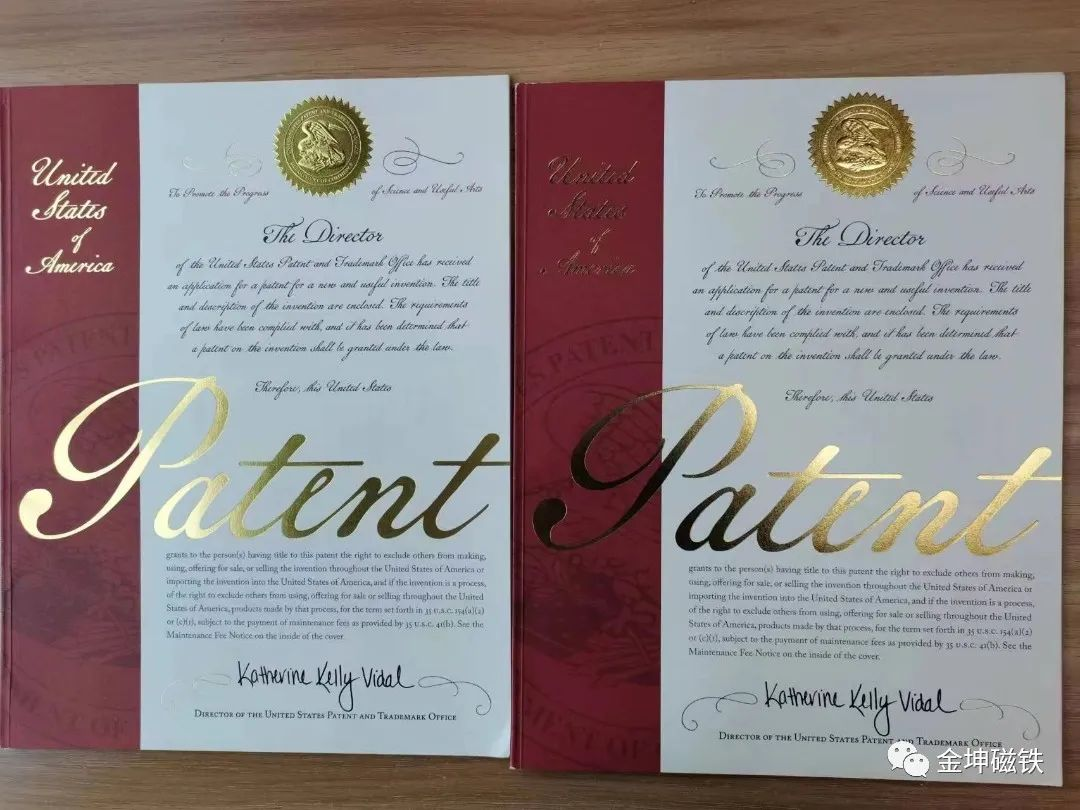 United
States
of
America
To Promote the Progress
of Science and Useful Arts
The Director
of the United States Patent and Trademark Office has received
an application for a patent for a new and useful invention. The title
and description of the invention are enclosed. The requirements
of law have been complied with, and it has been determined that
a patent on the invention shall be granted under the law.
Therefore, this United States
Patent
grants to the person(s) having title to this patent the right to exclude others from making,
using, offering for sale, or selling the invention throughout the United States of America or
importing the invention into the United States of America, and if the invention is a process,
of the right to exclude others from using, offering for sale or selling throughout the United
States of America, products made by that process, for the term set forth in 35 U.S.C. 154(a)(2)
or (c)(1), subject to the payment of maintenance fees as provided by 35 U.S.C. 41(b). See the
Maintenance Fee Notice on the inside of the cover.
Katherine Kelly Vidal
Director of the United States Patent and Trademark Office
United
States
of
America
To Promote the Progress
of Science and Useful Arts
The Director
of the United States Patent and Trademark Office has received
an application for a patent for a new and useful invention. The title
and description of the invention are enclosed. The requirements
of law have been complied with, and it has been determined that
a patent on the invention shall be granted under the law.
Therefore, this United States
Patent
grants to the person(s) having title to this patent the right to exclude others from making,
using, offering for sale, or selling the invention throughout the United States of America or
importing the invention into the United States of America, and if the invention is a process,
of the right to exclude others from using, offering for sale or selling throughout the United
States of America, products made by that process, for the term set forth in 35 U.S.C. 154(a)(2)
or (c)(1), subject to the payment of maintenance fees as provided by 35 U.S.C. 41(b). See the
Maintenance Fee Notice on the inside of the cover.
Katherine Kelly Vidal
Director of the United States Patent and Trademark Office
金坤磁铁